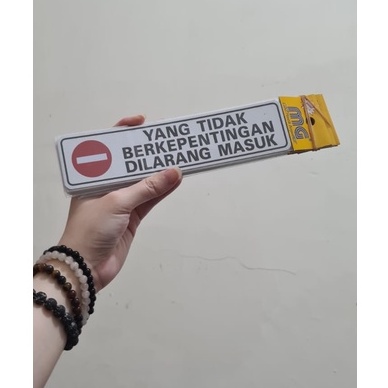 YANG TIDAK
BERKEPENTINGAN
DILARANG MASUK
MG